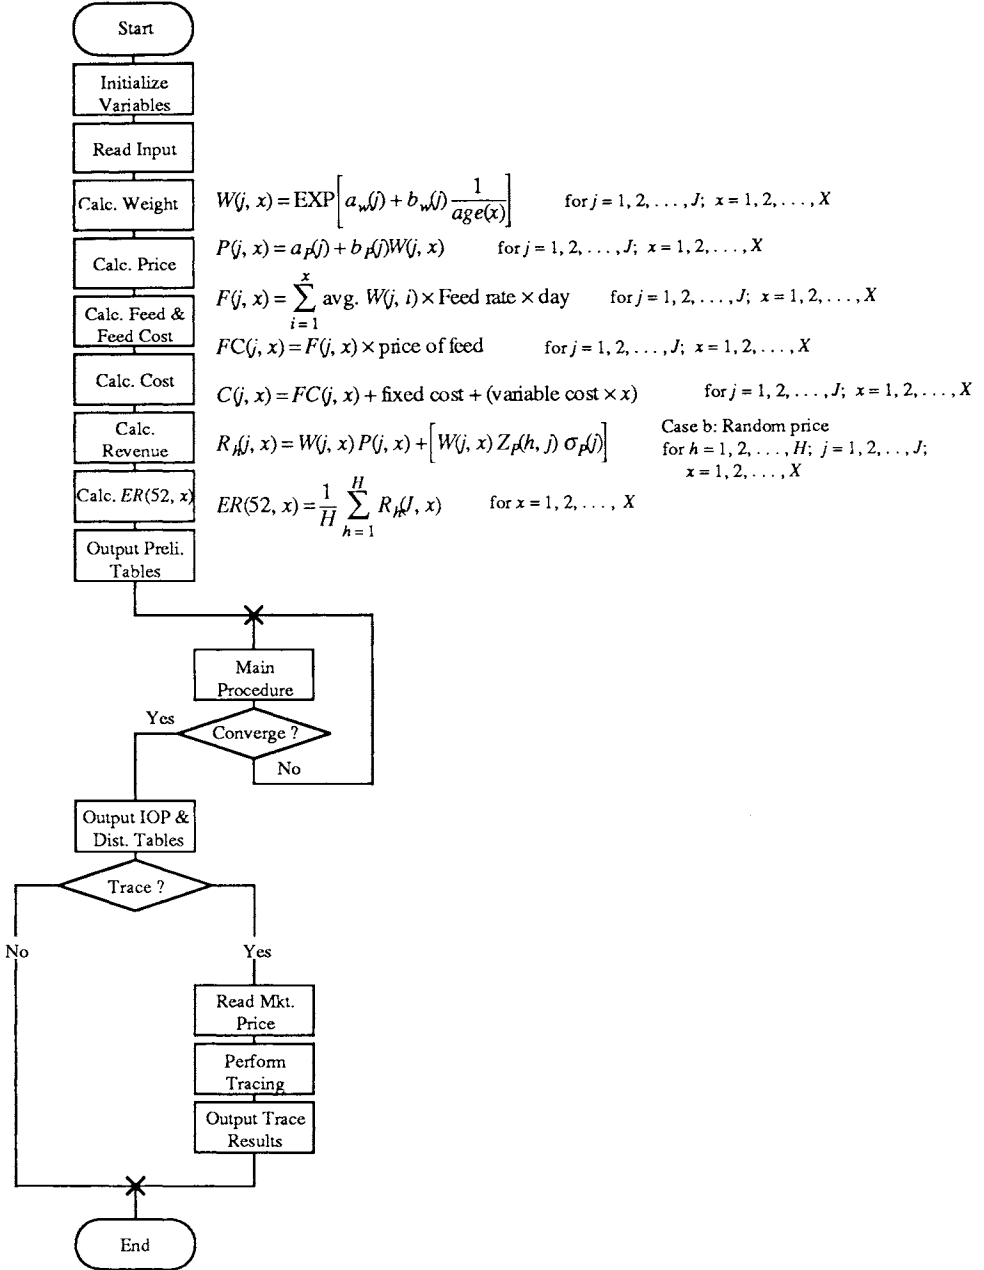 Start
Initialize
Variables
Read Input
Calc. Weight
W(j, x) = EXP[a_w(j) + b_w(j) 1/age(x)] for j = 1, 2, . . . , J; x = 1, 2, . . . , X
Calc. Price
P(j, x) = a_P(j) + b_P(j)W(j, x) for j = 1, 2, . . . , J; x = 1, 2, . . . , X
Calc. Feed &
Feed Cost
F(j, x) = ∑_{i = 1}^{x} avg. W(j, i) × Feed rate × day for j = 1, 2, . . . , J; x = 1, 2, . . . , X
FC(j, x) = F(j, x) × price of feed for j = 1, 2, . . . , J; x = 1, 2, . . . , X
Calc. Cost
C(j, x) = FC(j, x) + fixed cost + (variable cost × x) for j = 1, 2, . . . , J; x = 1, 2, . . . , X
Calc.
Revenue
R_h(j, x) = W(j, x) P(j, x) + [W(j, x) Z_P(h, j) σ_P(j)]
Case b: Random price
for h = 1, 2, . . . , H; j = 1, 2, . . , J;
x = 1, 2, . . . , X
Calc. ER(52, x)
ER(52, x) = 1/H ∑_{h = 1}^{H} R_h(J, x) for x = 1, 2, . . . , X
Output Preli.
Tables
Main
Procedure
Converge ?
Yes
No
Output IOP &
Dist. Tables
Trace ?
No
Yes
Read Mkt.
Price
Perform
Tracing
Output Trace
Results
End